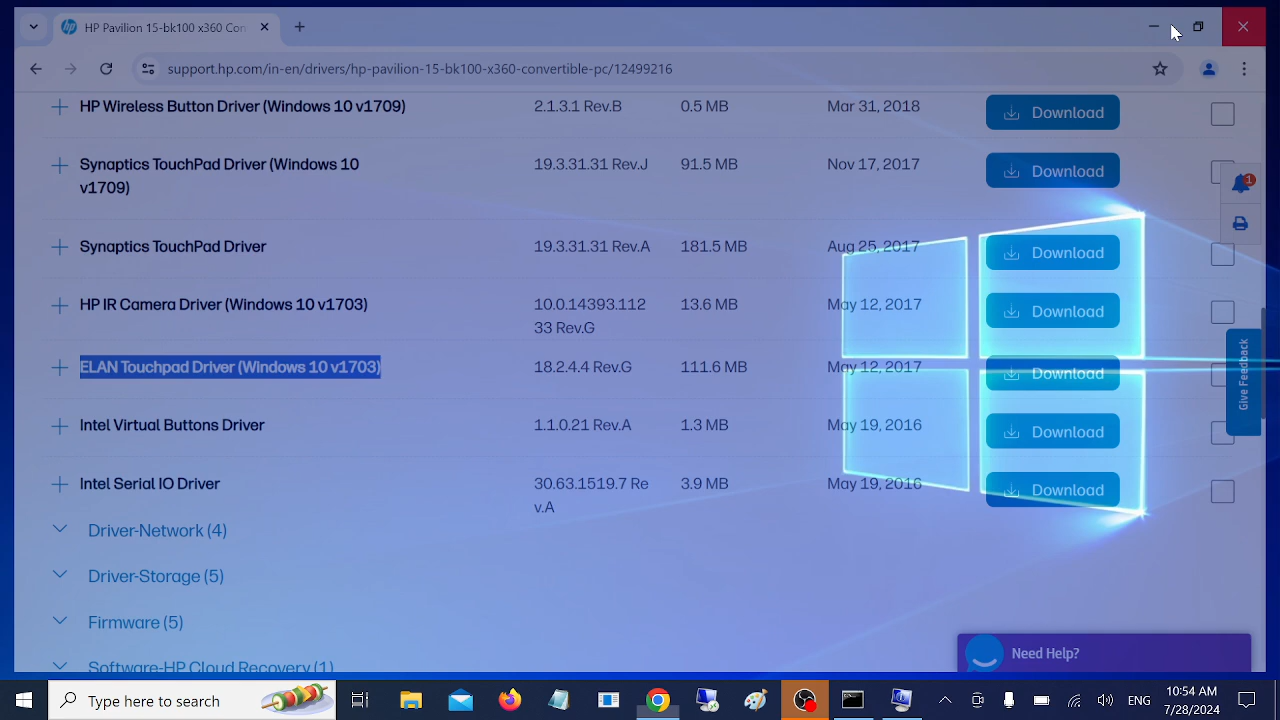 HP Pavilion 15-bk100 x360 Con
support.hp.com/in-en/drivers/hp-pavilion-15-bk100-x360-convertible-pc/12499216
HP Wireless Button Driver (Windows 10 v1709) 2.1.3.1 Rev.B 0.5 MB Mar 31, 2018 Download
Synaptics TouchPad Driver (Windows 10 19.3.31.31 Rev.J 91.5 MB Nov 17, 2017 Download
v1709)
1
Synaptics TouchPad Driver 19.3.31.31 Rev.A 181.5 MB Aug 25, 2017 Download
HP IR Camera Driver (Windows 10 v1703) 10.0.14393.112 13.6 MB May 12, 2017 Download
33 Rev.G
ELAN Touchpad Driver (Windows 10 v1703) 18.2.4.4 Rev.G 111.6 MB May 12, 2017 Download
Give Feedback
Intel Virtual Buttons Driver 1.1.0.21 Rev.A 1.3 MB May 19, 2016 Download
Intel Serial IO Driver 30.63.1519.7 Re 3.9 MB May 19, 2016 Download
v.A
Driver-Network (4)
Driver-Storage (5)
Firmware (5)
Software-HP Cloud Recovery (1)
Need Help?
Type here to search ENG 10:54 AM
7/28/2024